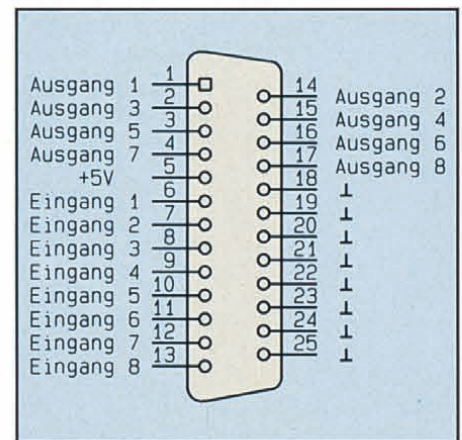 Ausgang 1 1
Ausgang 3 2
Ausgang 5 3
Ausgang 7 4
+5V 5
Eingang 1 6
Eingang 2 7
Eingang 3 8
Eingang 4 9
Eingang 5 10
Eingang 6 11
Eingang 7 12
Eingang 8 13
14 Ausgang 2
15 Ausgang 4
16 Ausgang 6
17 Ausgang 8
18 ⊥
19 ⊥
20 ⊥
21 ⊥
22 ⊥
23 ⊥
24 ⊥
25 ⊥